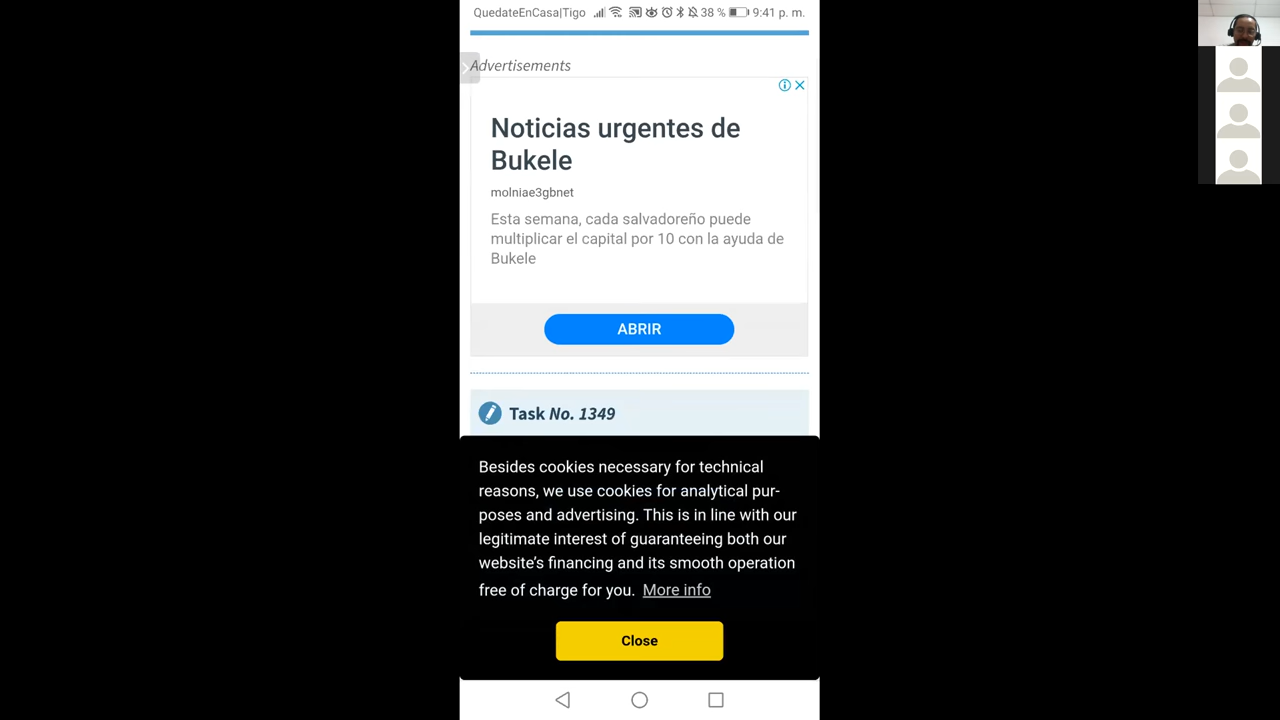 QuedateEnCasa|Tigo 38 % 9:41 p. m.
Advertisements
Noticias urgentes de
Bukele
molniae3gbnet
Esta semana, cada salvadoreño puede
multiplicar el capital por 10 con la ayuda de
Bukele
ABRIR
Task No. 1349
Besides cookies necessary for technical
reasons, we use cookies for analytical pur-
poses and advertising. This is in line with our
legitimate interest of guaranteeing both our
website’s financing and its smooth operation
free of charge for you. More info
Close